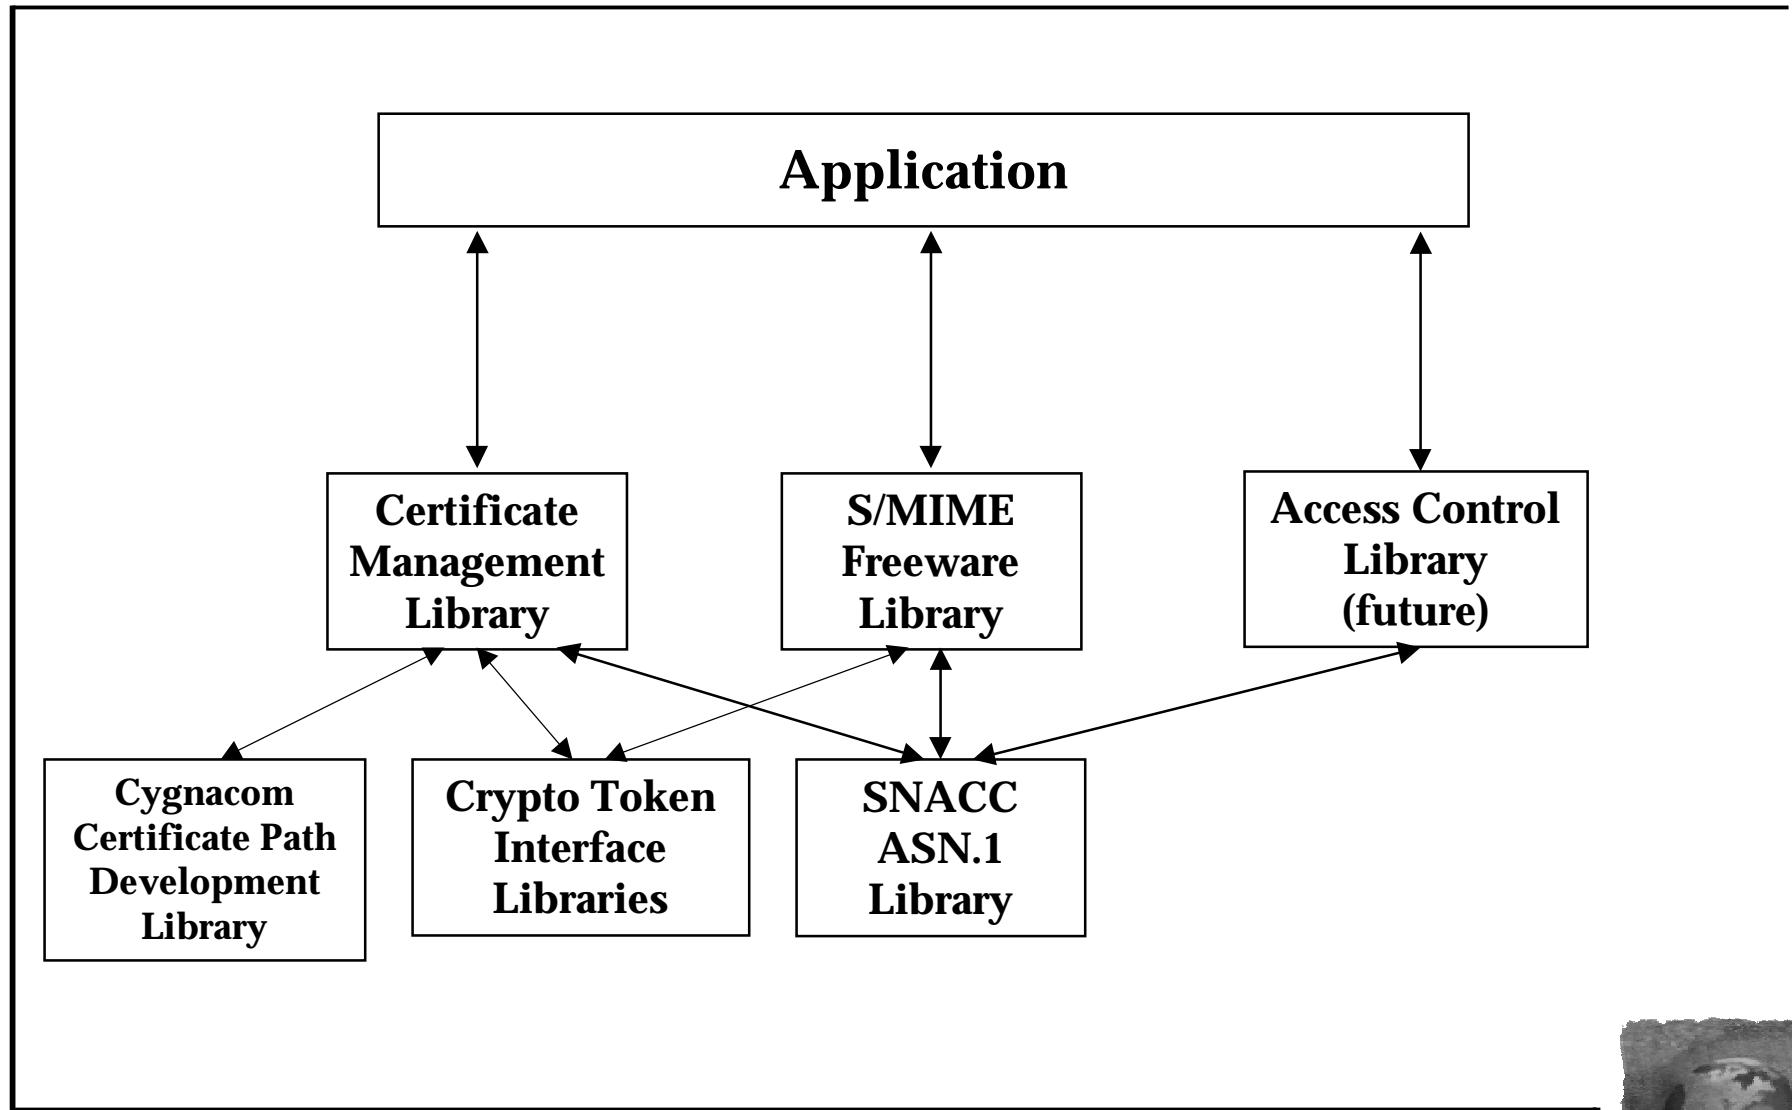 Application
Certificate
Management
Library
S/MIME
Freeware
Library
Access Control
Library
(future)
Cygnacom
Certificate Path
Development
Library
Crypto Token
Interface
Libraries
SNACC
ASN.1
Library